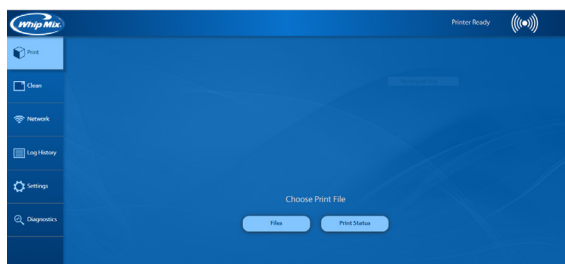 Whip Mix
Printer Ready
Print
Clean
Network
Log History
Settings
Diagnostics
Choose Print File
Files
Print Status